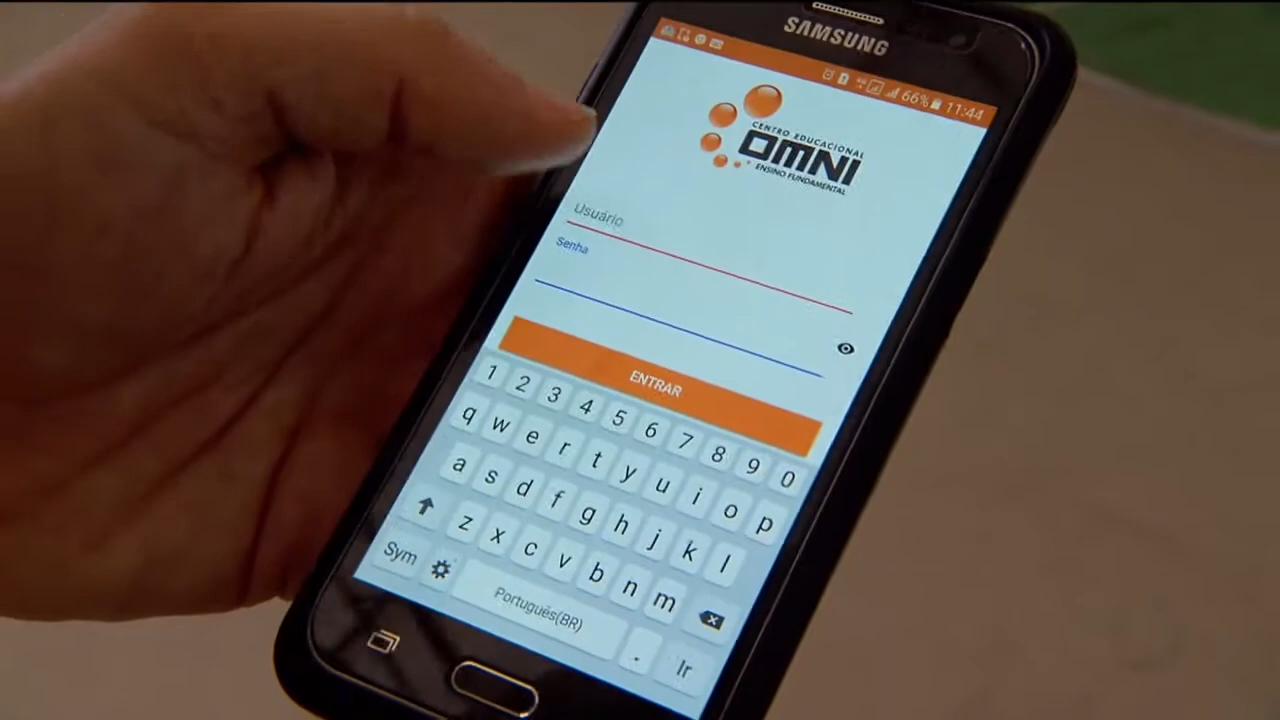 SAMSUNG
66% 11:44
CENTRO EDUCACIONAL
OMNI
ENSINO FUNDAMENTAL
Usuário
Senha
ENTRAR
1 2 3 4 5 6 7 8 9 0
q w e r t y u i o p
a s d f g h j k l
z x c v b n m
Sym Português(BR) . Ir